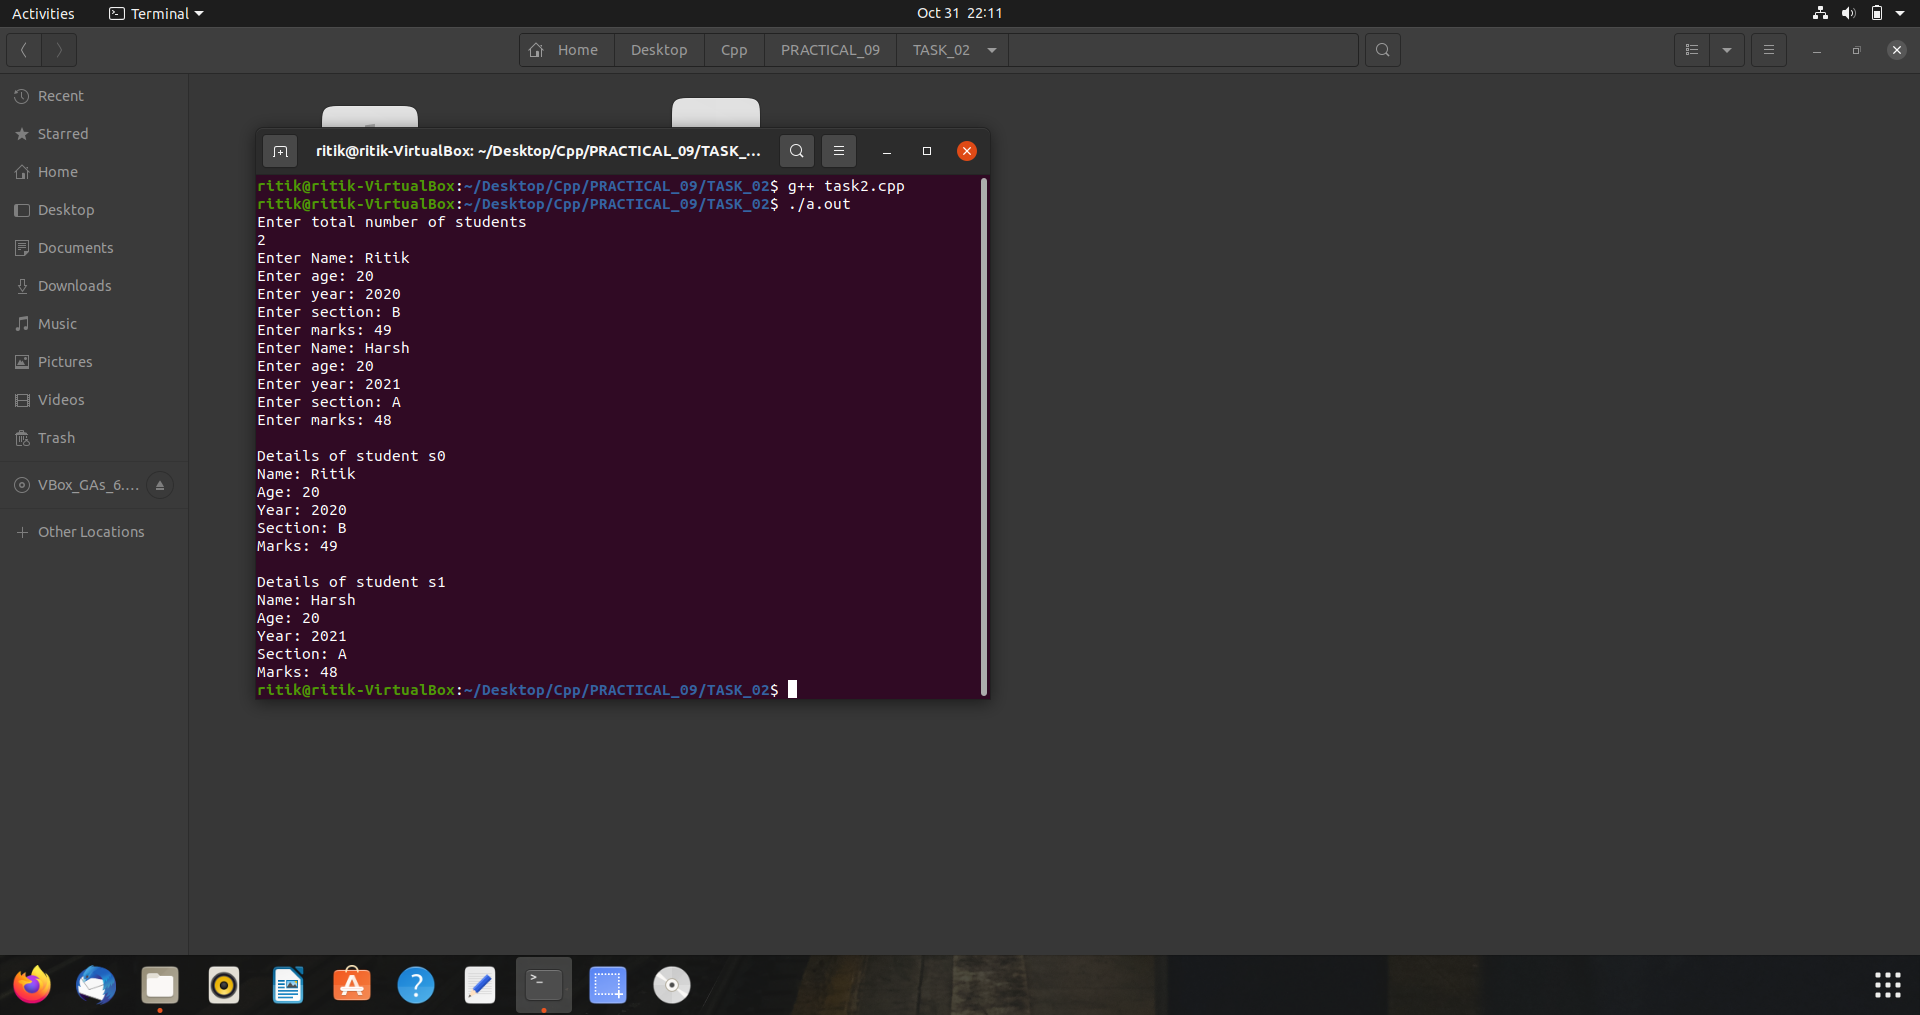 Activities Terminal Oct 31 22:11
Home Desktop Cpp PRACTICAL_09 TASK_02
Recent
Starred
Home
Desktop
Documents
Downloads
Music
Pictures
Videos
Trash
VBox_GAs_6....
Other Locations
ritik@ritik-VirtualBox: ~/Desktop/Cpp/PRACTICAL_09/TASK_...
ritik@ritik-VirtualBox:~/Desktop/Cpp/PRACTICAL_09/TASK_02$ g++ task2.cpp
ritik@ritik-VirtualBox:~/Desktop/Cpp/PRACTICAL_09/TASK_02$ ./a.out
Enter total number of students
2
Enter Name: Ritik
Enter age: 20
Enter year: 2020
Enter section: B
Enter marks: 49
Enter Name: Harsh
Enter age: 20
Enter year: 2021
Enter section: A
Enter marks: 48
Details of student s0
Name: Ritik
Age: 20
Year: 2020
Section: B
Marks: 49
Details of student s1
Name: Harsh
Age: 20
Year: 2021
Section: A
Marks: 48
ritik@ritik-VirtualBox:~/Desktop/Cpp/PRACTICAL_09/TASK_02$